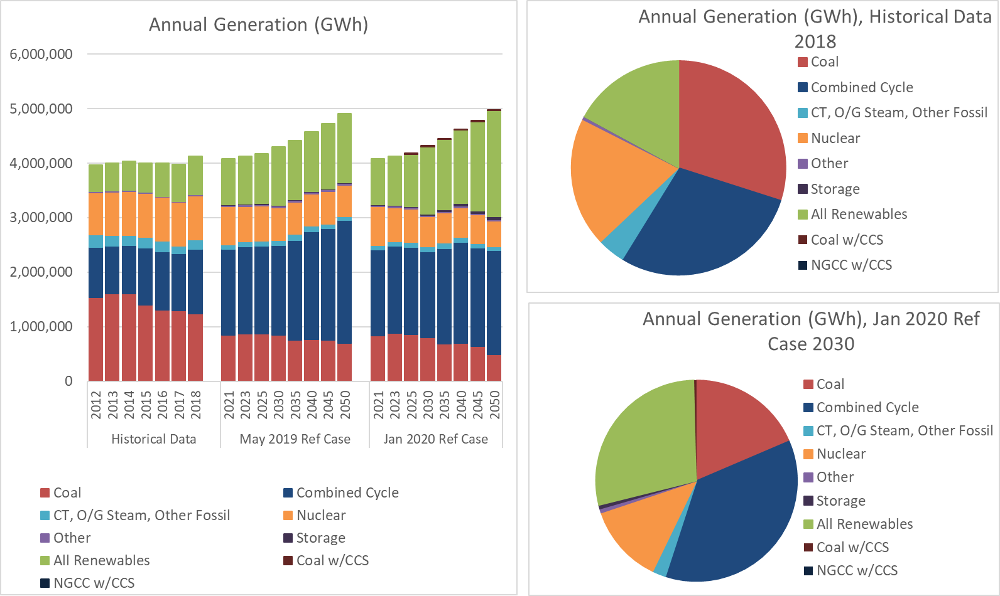 Annual Generation (GWh)
6,000,000
5,000,000
4,000,000
3,000,000
2,000,000
1,000,000
0
2012 2013 2014 2015 2016 2017 2018 2021 2023 2025 2030 2035 2040 2045 2050 2021 2023 2025 2030 2035 2040 2045 2050
Historical Data May 2019 Ref Case Jan 2020 Ref Case
Coal Combined Cycle
CT, O/G Steam, Other Fossil Nuclear
Other Storage
All Renewables Coal w/CCS
NGCC w/CCS
Annual Generation (GWh), Historical Data
2018
Coal
Combined Cycle
CT, O/G Steam, Other Fossil
Nuclear
Other
Storage
All Renewables
Coal w/CCS
NGCC w/CCS
Annual Generation (GWh), Jan 2020 Ref
Case 2030
Coal
Combined Cycle
CT, O/G Steam, Other Fossil
Nuclear
Other
Storage
All Renewables
Coal w/CCS
NGCC w/CCS